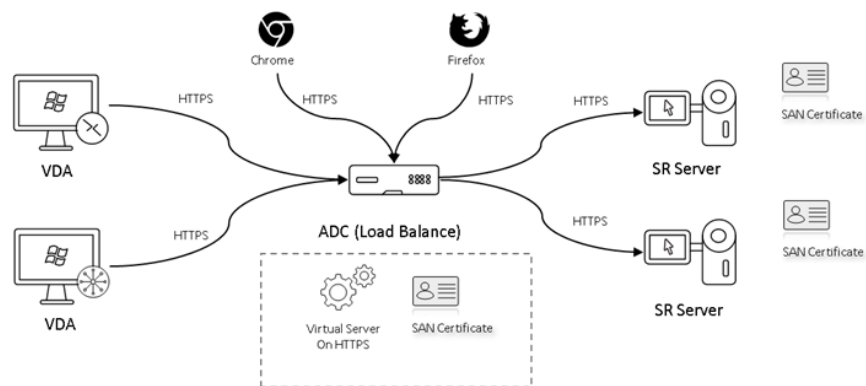 Chrome
Firefox
HTTPS
HTTPS
HTTPS
HTTPS
SAN Certificate
VDA
SR Server
HTTPS
HTTPS
SAN Certificate
ADC (Load Balance)
VDA
Virtual Server
On HTTPS
SAN Certificate
SR Server